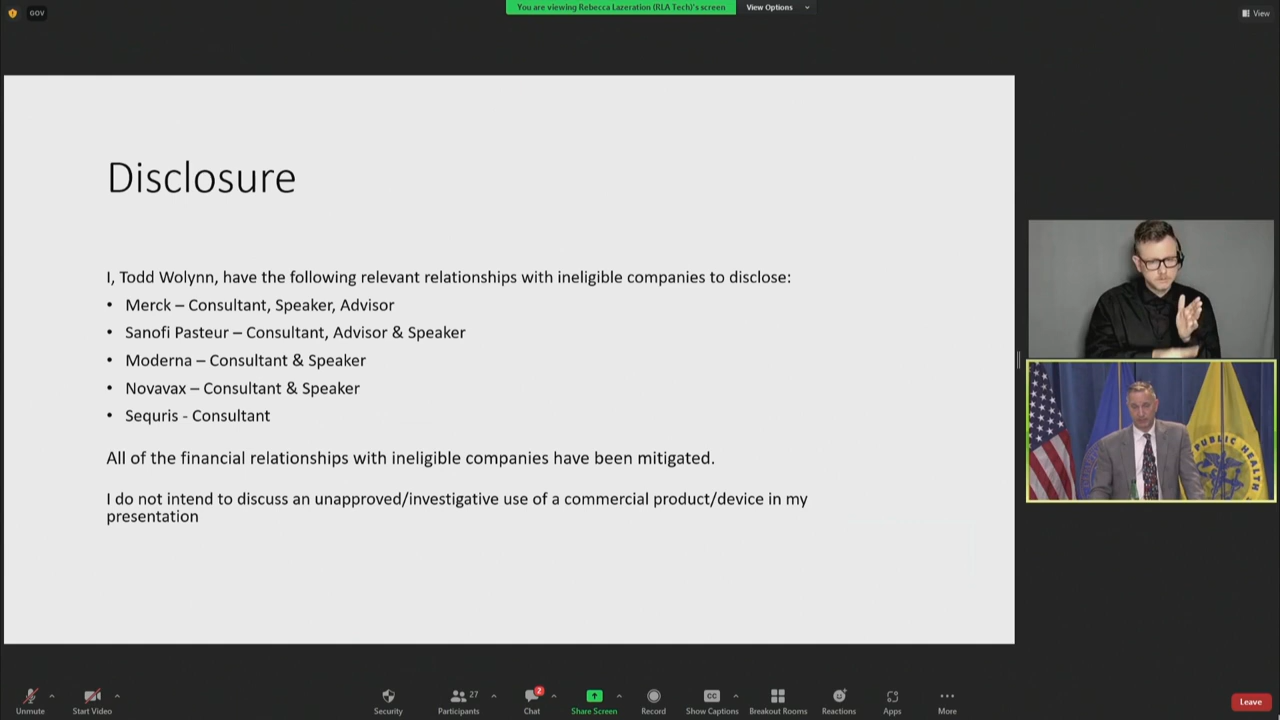 GOV
You are viewing Rebecca Lazeration (RLA Tech)'s screen
View Options
View
Disclosure
I, Todd Wolynn, have the following relevant relationships with ineligible companies to disclose:
• Merck – Consultant, Speaker, Advisor
• Sanofi Pasteur – Consultant, Advisor & Speaker
• Moderna – Consultant & Speaker
• Novavax – Consultant & Speaker
• Sequris - Consultant
All of the financial relationships with ineligible companies have been mitigated.
I do not intend to discuss an unapproved/investigative use of a commercial product/device in my
presentation
PUBLIC HEALTH
27
2
CC
Unmute
Start Video
Security
Participants
Chat
Share Screen
Record
Show Captions
Breakout Rooms
Reactions
Apps
More
Leave